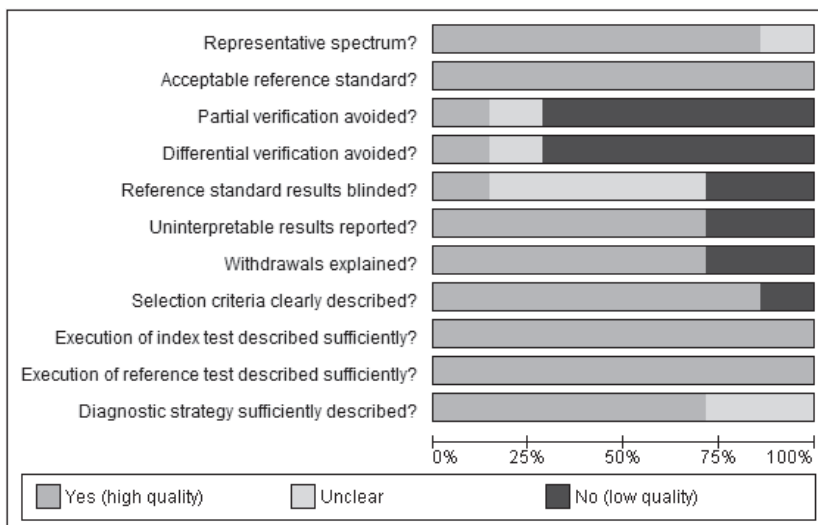 Representative spectrum?
Acceptable reference standard?
Partial verification avoided?
Differential verification avoided?
Reference standard results blinded?
Uninterpretable results reported?
Withdrawals explained?
Selection criteria clearly described?
Execution of index test described sufficiently?
Execution of reference test described sufficiently?
Diagnostic strategy sufficiently described?
0% 25% 50% 75% 100%
Yes (high quality) Unclear No (low quality)